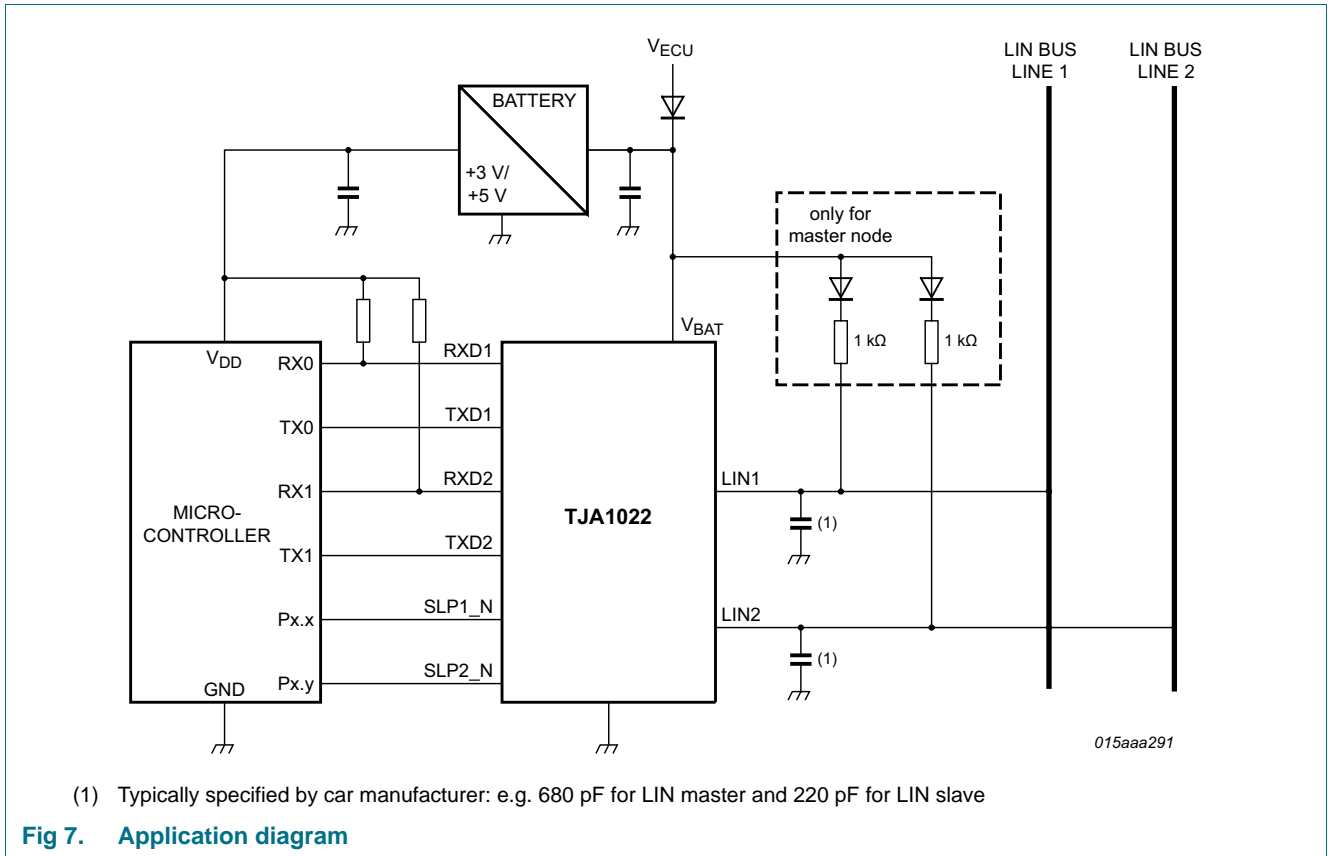 V_ECU
LIN BUS
LINE 1
LIN BUS
LINE 2
BATTERY
+3 V/
+5 V
only for
master node
1 kΩ
1 kΩ
V_BAT
V_DD
RX0
RXD1
TX0
TXD1
RX1
RXD2
TX1
TXD2
MICRO-
CONTROLLER
TJA1022
LIN1
(1)
Px.x
SLP1_N
LIN2
(1)
Px.y
SLP2_N
GND
015aaa291
(1) Typically specified by car manufacturer: e.g. 680 pF for LIN master and 220 pF for LIN slave
Fig 7. Application diagram